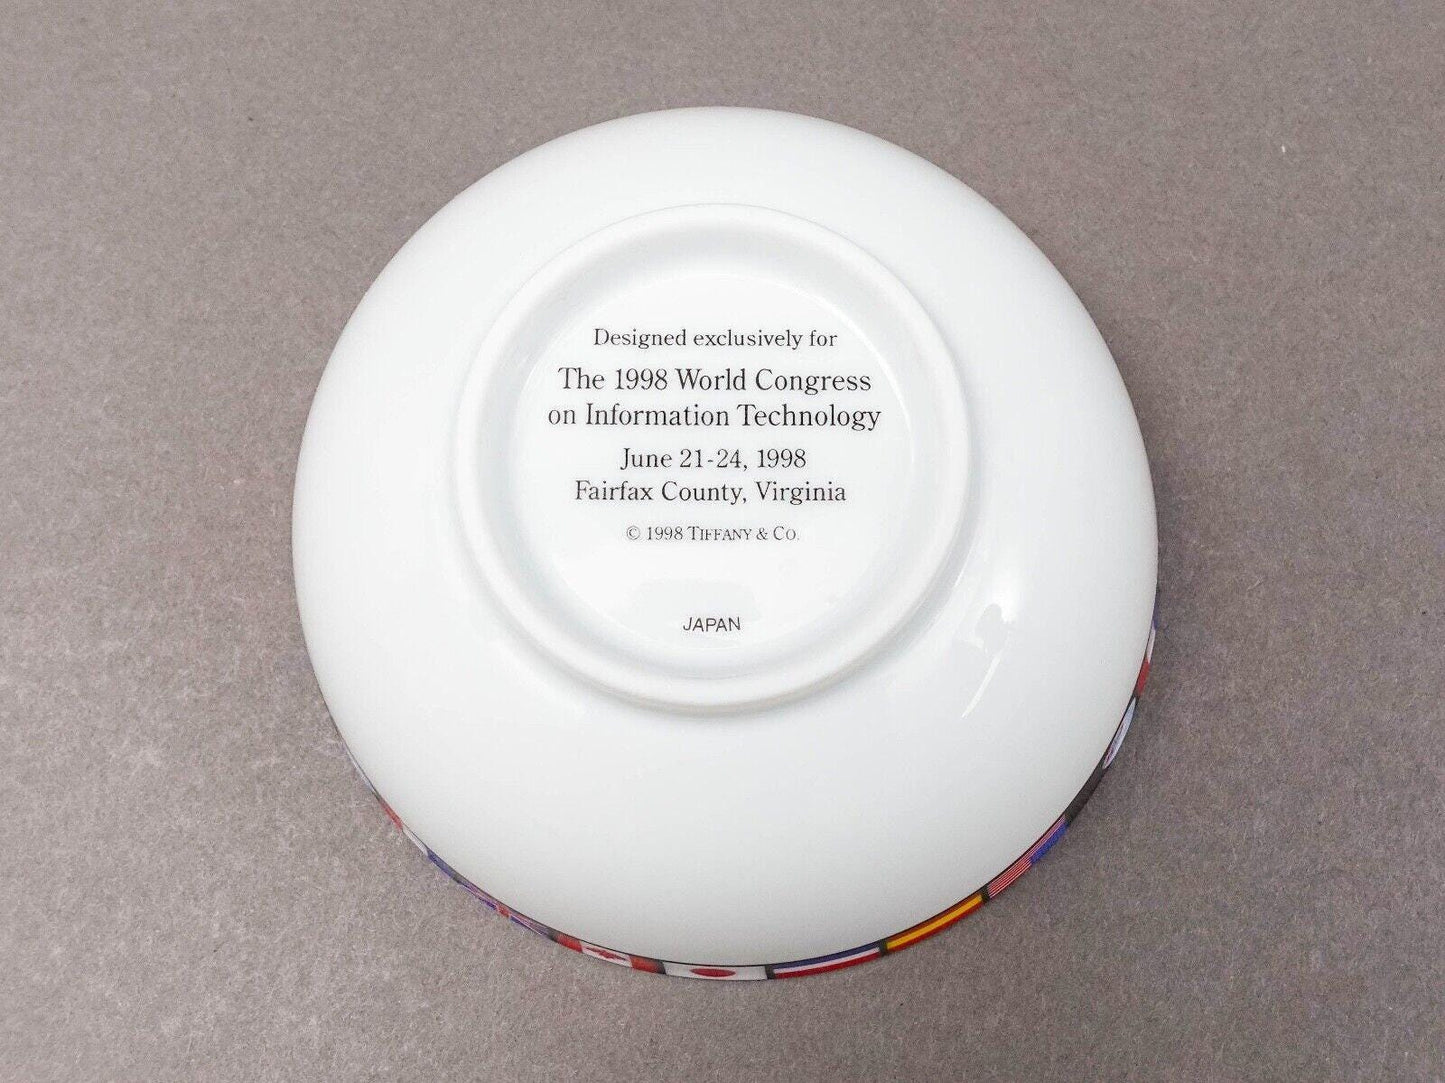 Designed exclusively for
The 1998 World Congress
on Information Technology
June 21-24, 1998
Fairfax County, Virginia
© 1998 TIFFANY & CO.
JAPAN